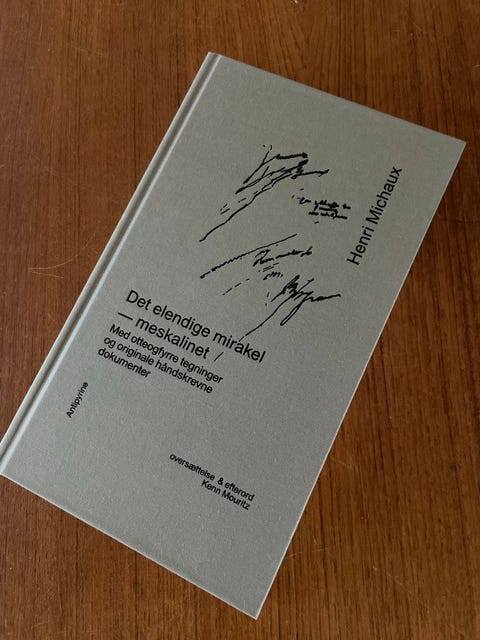 Henri Michaux
Det elendige mirakel
— meskalinet
Med otteogfyrre tegninger
og originale håndskrevne
dokumenter
Antipyrine
oversættelse & efterord
Kenn Mouritz